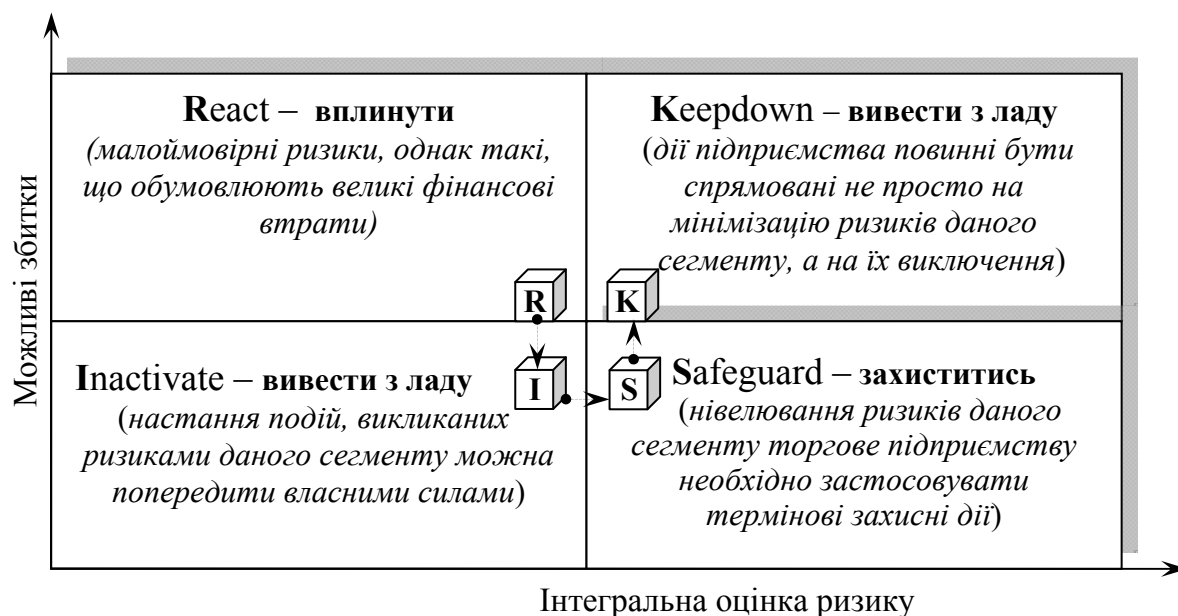 Можливі збитки
React – вплинути
(малоймовірні ризики, однак такі,
що обумовлюють великі фінансові
втрати)
Keepdown – вивести з ладу
(дії підприємства повинні бути
спрямовані не просто на
мінімізацію ризиків даного
сегменту, а на їх виключення)
R
K
Inactivate – вивести з ладу
(настання подій, викликаних
ризиками даного сегменту можна
попередити власними силами)
I
S
Safeguard – захиститись
(нівелювання ризиків даного
сегменту торгове підприємству
необхідно застосовувати
термінові захисні дії)
Інтегральна оцінка ризику